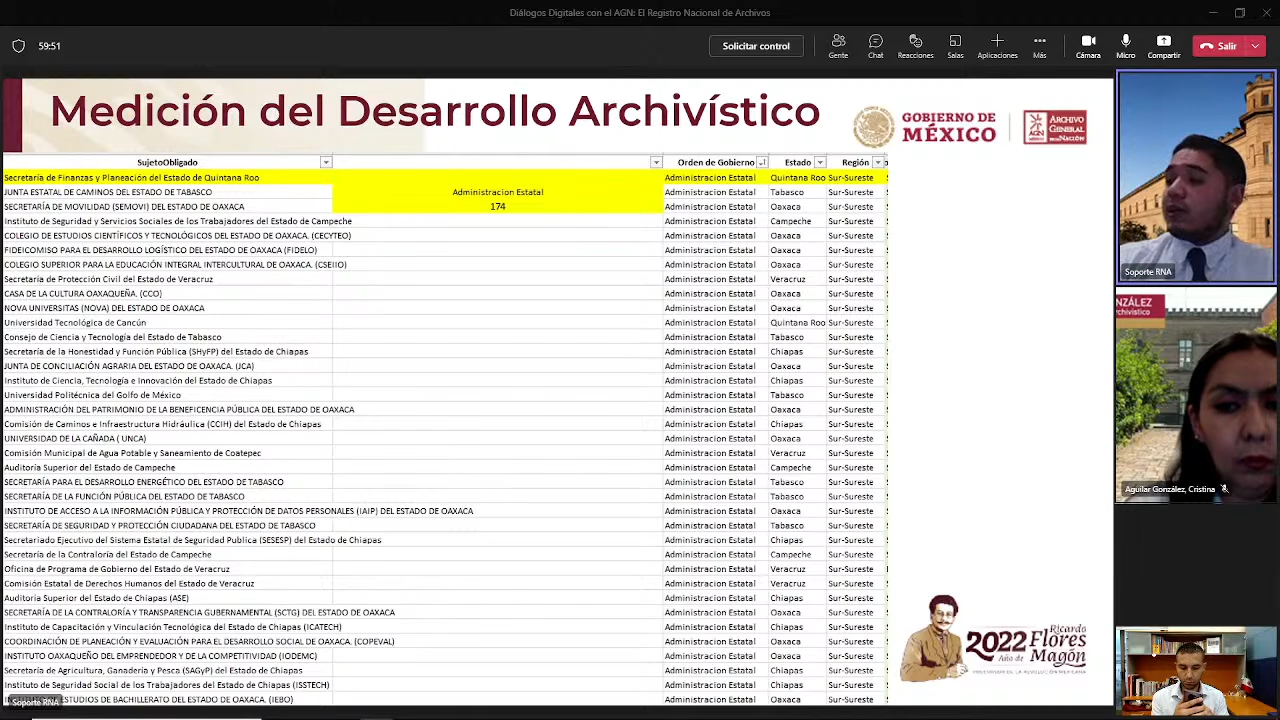 Diálogos Digitales con el AGN: El Registro Nacional de Archivos
59:51
Solicitar control
Gente
Chat
Reacciones
Salas
Aplicaciones
Más
Cámara
Micro
Compartir
Salir
Medición del Desarrollo Archivístico
GOBIERNO DE MÉXICO
ARCHIVO GENERAL DE LA NACIÓN
AGN
SujetoObligado Orden de Gobierno Estado Región
Secretaría de Finanzas y Planeación del Estado de Quintana Roo Administracion Estatal Quintana Roo Sur-Sureste
JUNTA ESTATAL DE CAMINOS DEL ESTADO DE TABASCO Administracion Estatal Administracion Estatal Tabasco Sur-Sureste
SECRETARÍA DE MOVILIDAD (SEMOVI) DEL ESTADO DE OAXACA 174 Administracion Estatal Oaxaca Sur-Sureste
Instituto de Seguridad y Servicios Sociales de los Trabajadores del Estado de Campeche Administracion Estatal Campeche Sur-Sureste
COLEGIO DE ESTUDIOS CIENTÍFICOS Y TECNOLÓGICOS DEL ESTADO DE OAXACA. (CECYTEO) Administracion Estatal Oaxaca Sur-Sureste
FIDEICOMISO PARA EL DESARROLLO LOGÍSTICO DEL ESTADO DE OAXACA (FIDELO) Administracion Estatal Oaxaca Sur-Sureste
COLEGIO SUPERIOR PARA LA EDUCACIÓN INTEGRAL INTERCULTURAL DE OAXACA. (CSEIIO) Administracion Estatal Oaxaca Sur-Sureste
Secretaría de Protección Civil del Estado de Veracruz Administracion Estatal Veracruz Sur-Sureste
CASA DE LA CULTURA OAXAQUEÑA. (CCO) Administracion Estatal Oaxaca Sur-Sureste
NOVA UNIVERSITAS (NOVA) DEL ESTADO DE OAXACA Administracion Estatal Oaxaca Sur-Sureste
Universidad Tecnológica de Cancún Administracion Estatal Quintana Roo Sur-Sureste
Consejo de Ciencia y Tecnología del Estado de Tabasco Administracion Estatal Tabasco Sur-Sureste
Secretaría de la Honestidad y Función Pública (SHyFP) del Estado de Chiapas Administracion Estatal Chiapas Sur-Sureste
JUNTA DE CONCILIACIÓN AGRARIA DEL ESTADO DE OAXACA. (JCA) Administracion Estatal Oaxaca Sur-Sureste
Instituto de Ciencia, Tecnología e Innovación del Estado de Chiapas Administracion Estatal Chiapas Sur-Sureste
Universidad Politécnica del Golfo de México Administracion Estatal Tabasco Sur-Sureste
ADMINISTRACIÓN DEL PATRIMONIO DE LA BENEFICENCIA PÚBLICA DEL ESTADO DE OAXACA Administracion Estatal Oaxaca Sur-Sureste
Comisión de Caminos e Infraestructura Hidráulica (CCIH) del Estado de Chiapas Administracion Estatal Chiapas Sur-Sureste
UNIVERSIDAD DE LA CAÑADA ( UNCA) Administracion Estatal Oaxaca Sur-Sureste
Comisión Municipal de Agua Potable y Saneamiento de Coatepec Administracion Estatal Veracruz Sur-Sureste
Auditoría Superior del Estado de Campeche Administracion Estatal Campeche Sur-Sureste
SECRETARÍA PARA EL DESARROLLO ENERGÉTICO DEL ESTADO DE TABASCO Administracion Estatal Tabasco Sur-Sureste
SECRETARÍA DE LA FUNCIÓN PÚBLICA DEL ESTADO DE TABASCO Administracion Estatal Tabasco Sur-Sureste
INSTITUTO DE ACCESO A LA INFORMACIÓN PÚBLICA Y PROTECCIÓN DE DATOS PERSONALES (IAIP) DEL ESTADO DE OAXACA Administracion Estatal Oaxaca Sur-Sureste
SECRETARÍA DE SEGURIDAD Y PROTECCIÓN CIUDADANA DEL ESTADO DE TABASCO Administracion Estatal Tabasco Sur-Sureste
Secretariado Ejecutivo del Sistema Estatal de Seguridad Publica (SESESP) del Estado de Chiapas Administracion Estatal Chiapas Sur-Sureste
Secretaría de la Contraloría del Estado de Campeche Administracion Estatal Campeche Sur-Sureste
Oficina de Programa de Gobierno del Estado de Veracruz Administracion Estatal Veracruz Sur-Sureste
Comisión Estatal de Derechos Humanos del Estado de Veracruz Administracion Estatal Veracruz Sur-Sureste
Auditoria Superior del Estado de Chiapas (ASE) Administracion Estatal Chiapas Sur-Sureste
SECRETARÍA DE LA CONTRALORÍA Y TRANSPARENCIA GUBERNAMENTAL (SCTG) DEL ESTADO DE OAXACA Administracion Estatal Oaxaca Sur-Sureste
Instituto de Capacitación y Vinculación Tecnológica del Estado de Chiapas (ICATECH) Administracion Estatal Chiapas Sur-Sureste
COORDINACIÓN DE PLANEACIÓN Y EVALUACIÓN PARA EL DESARROLLO SOCIAL DE OAXACA. (COPEVAL) Administracion Estatal Oaxaca Sur-Sureste
INSTITUTO OAXAQUEÑO DEL EMPRENDEDOR Y DE LA COMPETITIVIDAD (IODEMC) Administracion Estatal Oaxaca Sur-Sureste
Secretaría de Agricultura, Ganadería y Pesca (SAGyP) del Estado de Chiapas Administracion Estatal Chiapas Sur-Sureste
Instituto de Seguridad Social de los Trabajadores del Estado de Chiapas (ISSTECH) Administracion Estatal Chiapas Sur-Sureste
ESTUDIOS DE BACHILLERATO DEL ESTADO DE OAXACA. (IEBO) Administracion Estatal Oaxaca Sur-Sureste
Soporte RNA
2022 Ricardo Flores Magón
Año de
Soporte RNA
NZÁLEZ
chivístico
Aguilar González, Cristina